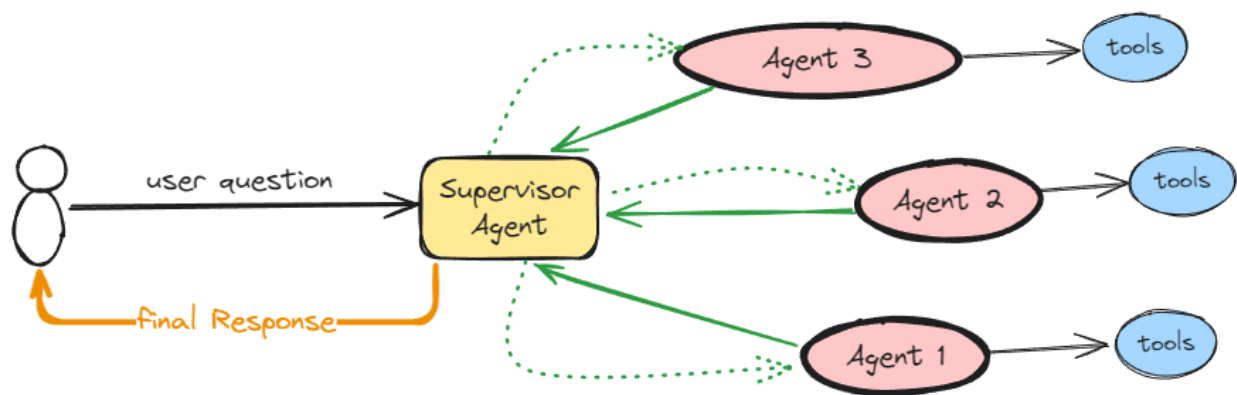 Agent 3
tools
user question
Supervisor
Agent
Agent 2
tools
final Response
Agent 1
tools